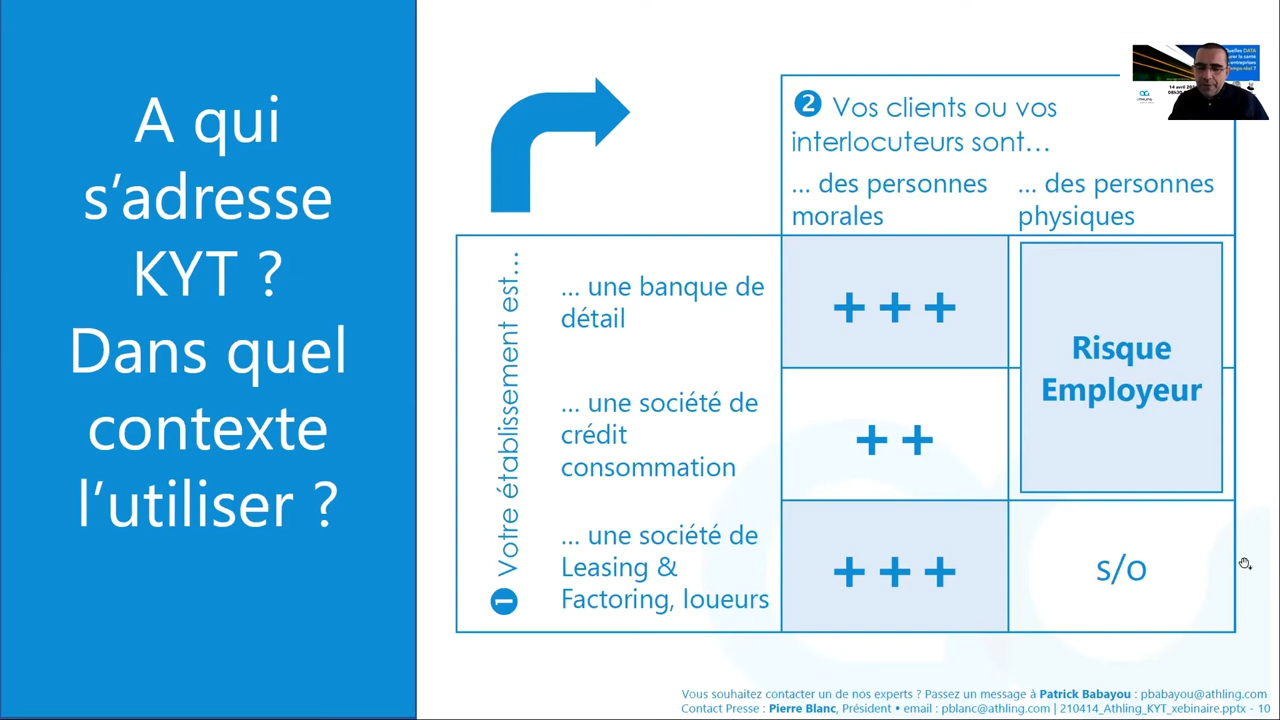 A qui
s’adresse
KYT ?
Dans quel
contexte
l’utiliser ?
❷ Vos clients ou vos
interlocuteurs sont…
… des personnes
morales
… des personnes
physiques
❶ Votre établissement est…
… une banque de
détail
+ + +
Risque
Employeur
… une société de
crédit
consommation
+ +
… une société de
Leasing &
Factoring, loueurs
+ + +
s/o
DATA
14 avril
Vous souhaitez contacter un de nos experts ? Passez un message à Patrick Babayou : pbabayou@athling.com
Contact Presse : Pierre Blanc, Président • email : pblanc@athling.com | 210414_Athling_KYT_xebinaire.pptx - 10